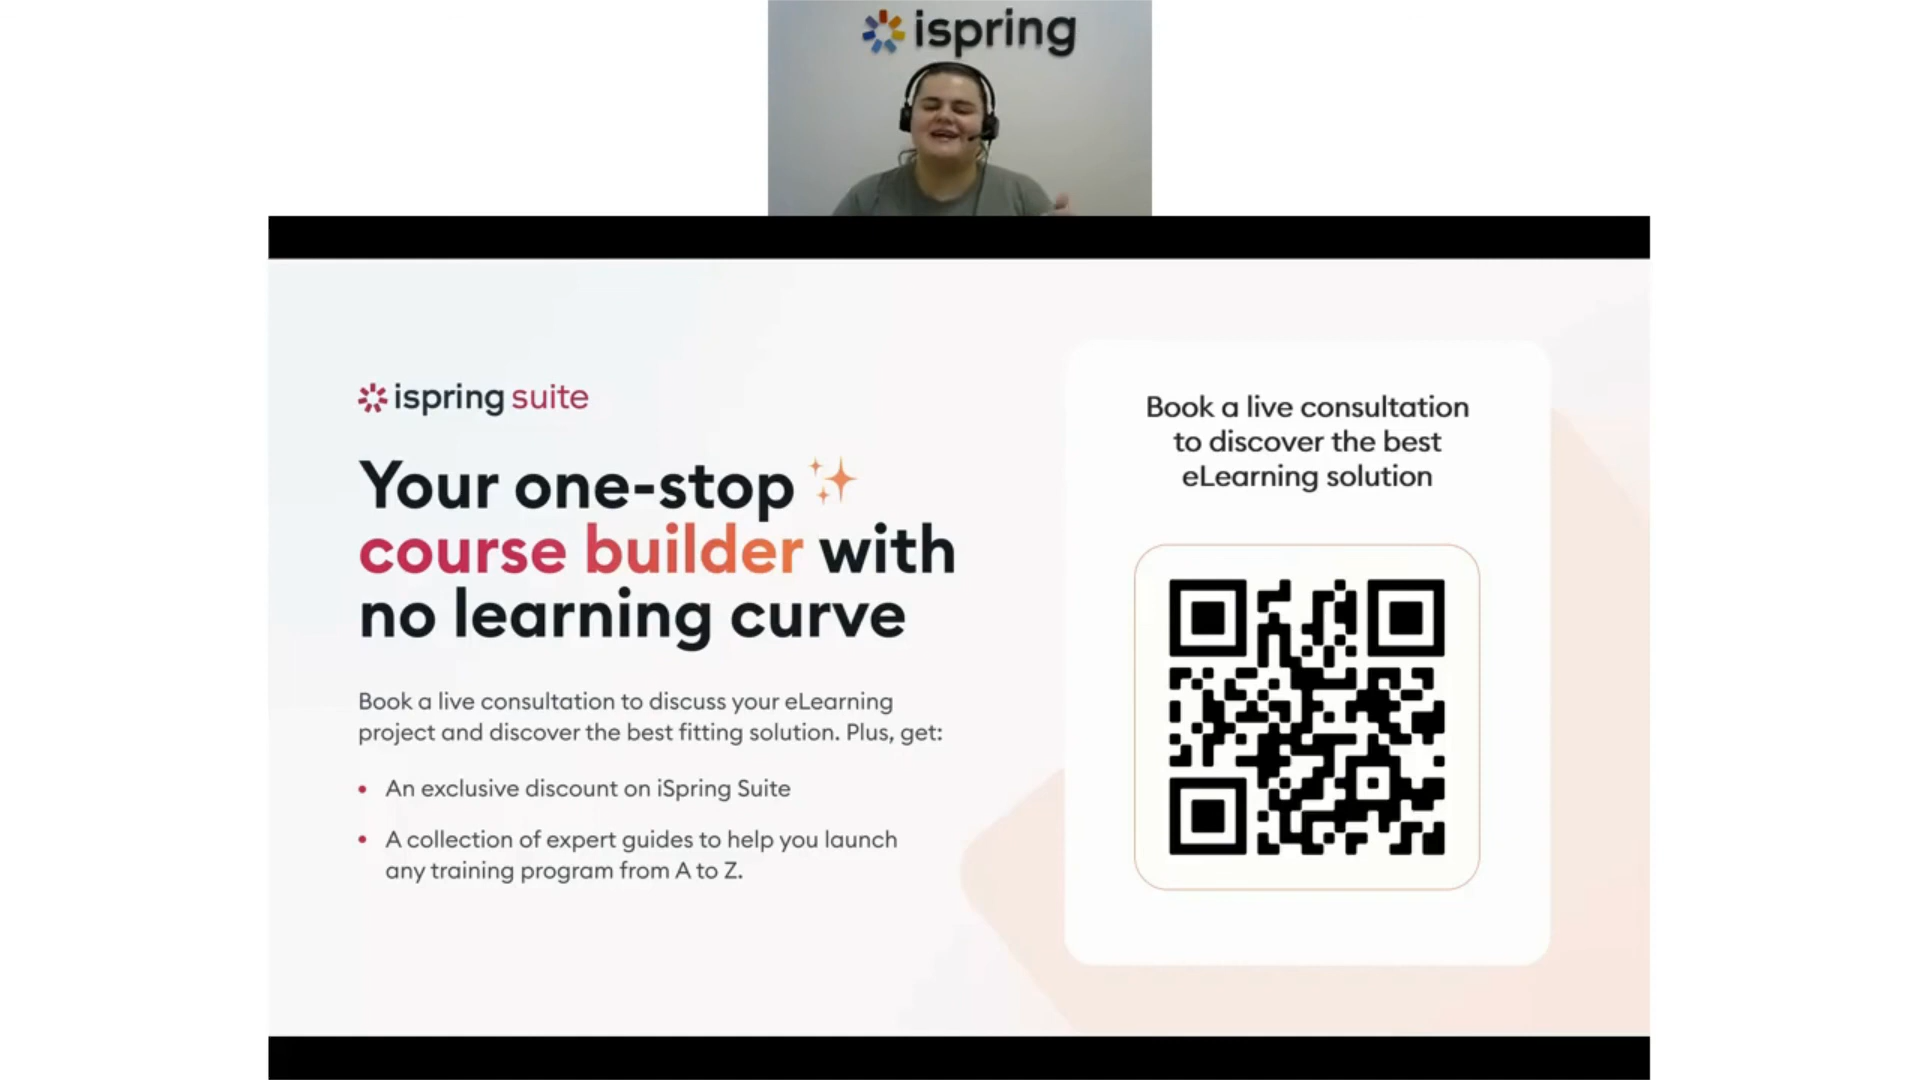 ispring
ispring suite
Your one-stop
course builder with
no learning curve
Book a live consultation to discuss your eLearning
project and discover the best fitting solution. Plus, get:
• An exclusive discount on iSpring Suite
• A collection of expert guides to help you launch
any training program from A to Z.
Book a live consultation
to discover the best
eLearning solution